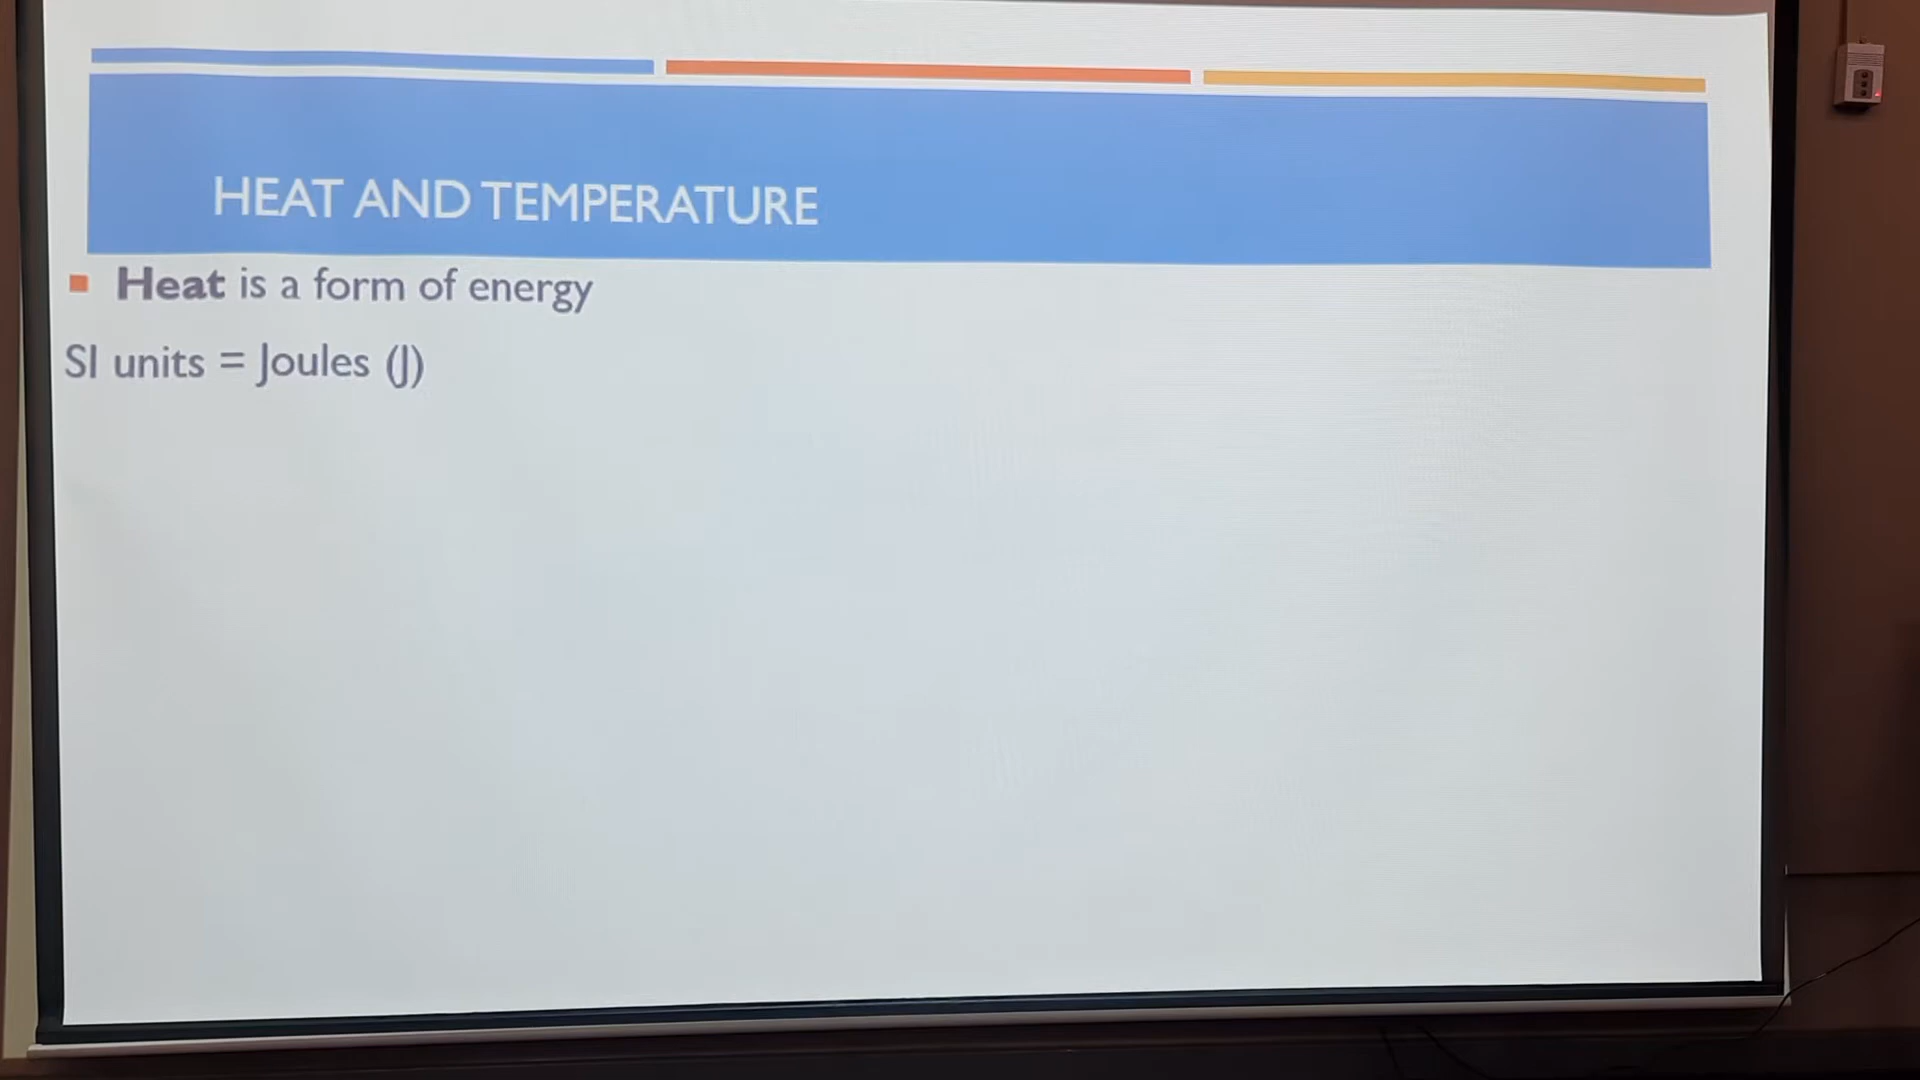 HEAT AND TEMPERATURE
Heat is a form of energy
SI units = Joules (J)